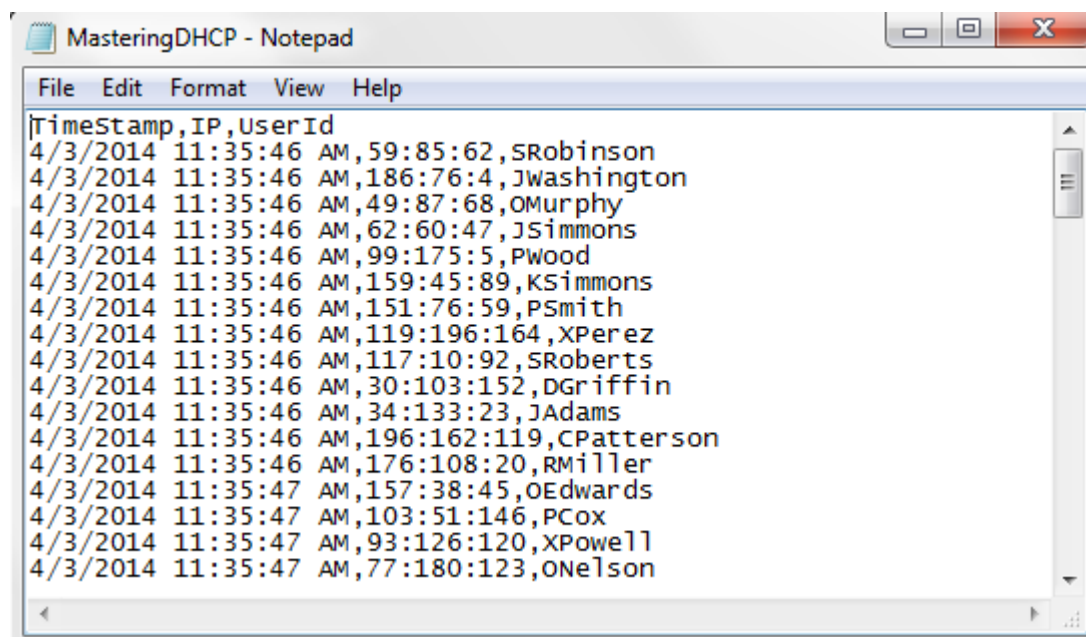 MasteringDHCP - Notepad
File Edit Format View Help
TimeStamp,IP,UserId
4/3/2014 11:35:46 AM,59:85:62,SRobinson
4/3/2014 11:35:46 AM,186:76:4,JWashington
4/3/2014 11:35:46 AM,49:87:68,OMurphy
4/3/2014 11:35:46 AM,62:60:47,JSimmons
4/3/2014 11:35:46 AM,99:175:5,PWood
4/3/2014 11:35:46 AM,159:45:89,KSimmons
4/3/2014 11:35:46 AM,151:76:59,PSmith
4/3/2014 11:35:46 AM,119:196:164,XPerez
4/3/2014 11:35:46 AM,117:10:92,SRoberts
4/3/2014 11:35:46 AM,30:103:152,DGriffin
4/3/2014 11:35:46 AM,34:133:23,JAdams
4/3/2014 11:35:46 AM,196:162:119,CPatterson
4/3/2014 11:35:46 AM,176:108:20,RMiller
4/3/2014 11:35:47 AM,157:38:45,OEdwards
4/3/2014 11:35:47 AM,103:51:146,PCox
4/3/2014 11:35:47 AM,93:126:120,XPowell
4/3/2014 11:35:47 AM,77:180:123,ONelson